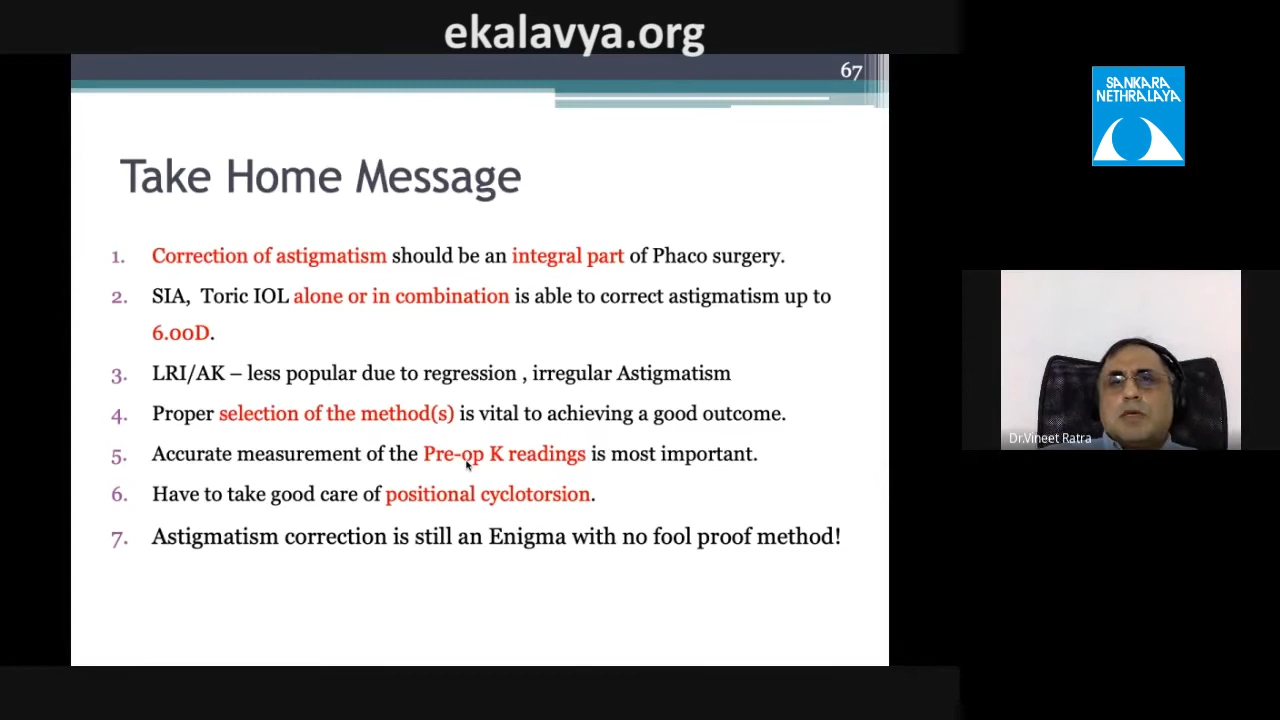 ekalavya.org
67
SANKARA
NETHRALAYA
Take Home Message
1. Correction of astigmatism should be an integral part of Phaco surgery.
2. SIA, Toric IOL alone or in combination is able to correct astigmatism up to
6.00D.
3. LRI/AK – less popular due to regression , irregular Astigmatism
4. Proper selection of the method(s) is vital to achieving a good outcome.
5. Accurate measurement of the Pre-op K readings is most important.
6. Have to take good care of positional cyclotorsion.
7. Astigmatism correction is still an Enigma with no fool proof method!
Dr.Vineet Ratra